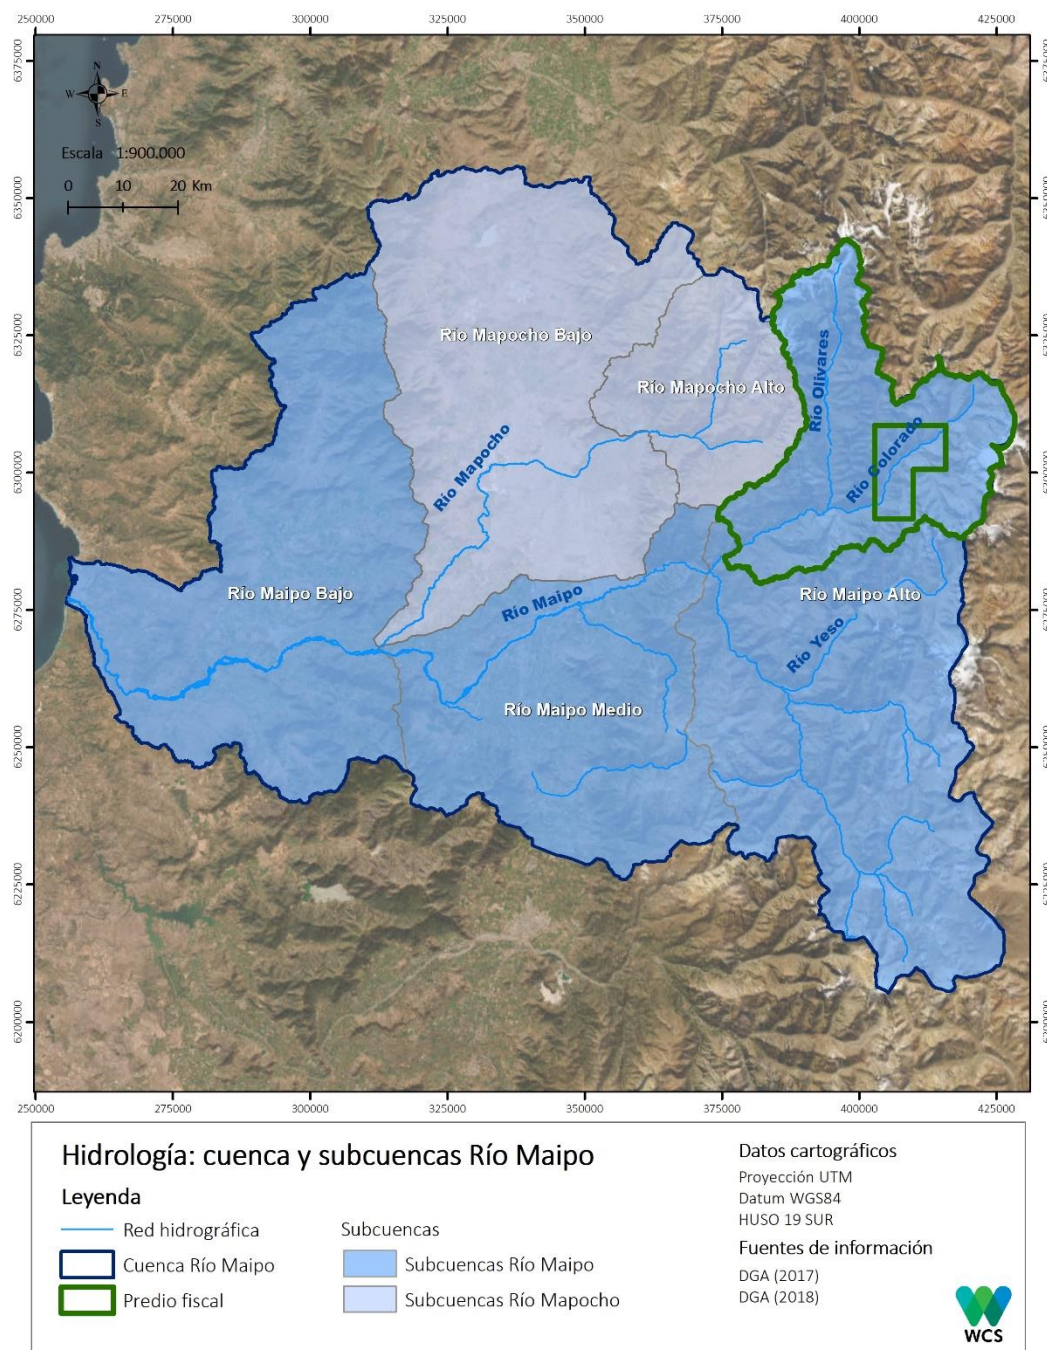 250000 275000 300000 325000 350000 375000 400000 425000
6375000
6350000
6325000
6300000
6275000
6250000
6225000
6200000
N
W E
S
Escala 1:900.000
0 10 20 Km
Río Mapocho Bajo
Río Mapocho Alto
Río Olivares
Río Colorado
Río Mapocho
Río Maipo Bajo
Río Maipo
Río Maipo Alto
Río Yeso
Río Maipo Medio
250000 275000 300000 325000 350000 375000 400000 425000
Hidrología: cuenca y subcuencas Río Maipo
Leyenda
Red hidrográfica
Cuenca Río Maipo
Predio fiscal
Subcuencas
Subcuencas Río Maipo
Subcuencas Río Mapocho
Datos cartográficos
Proyección UTM
Datum WGS84
HUSO 19 SUR
Fuentes de información
DGA (2017)
DGA (2018)
WCS